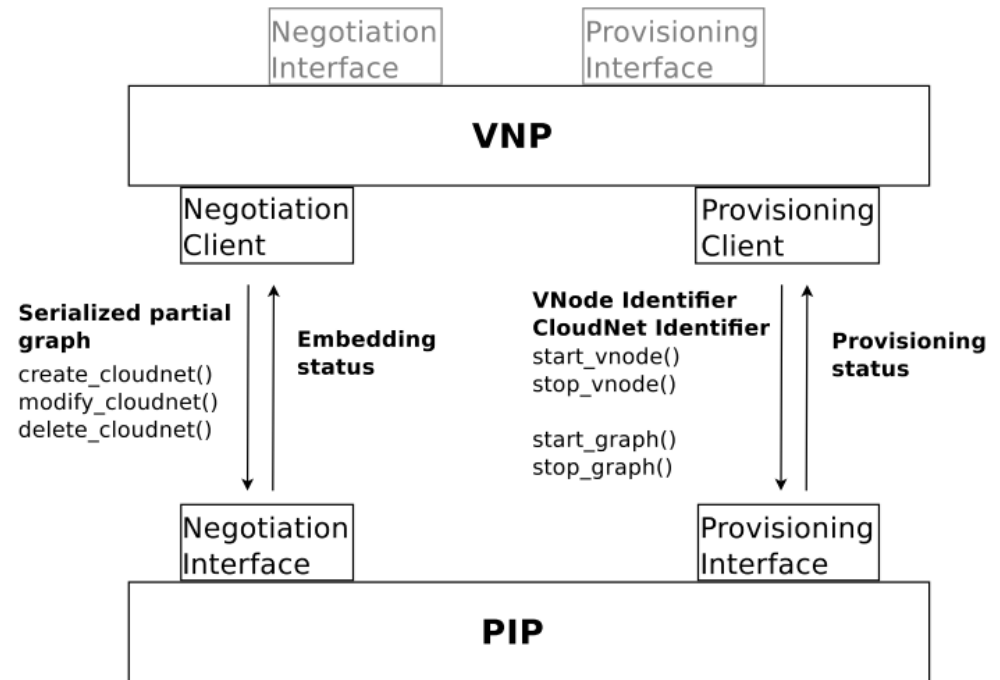 Negotiation
Interface
Provisioning
Interface
VNP
Negotiation
Client
Provisioning
Client
Serialized partial
graph
create_cloudnet()
modify_cloudnet()
delete_cloudnet()
Embedding
status
VNode Identifier
CloudNet Identifier
start_vnode()
stop_vnode()
start_graph()
stop_graph()
Provisioning
status
Negotiation
Interface
Provisioning
Interface
PIP